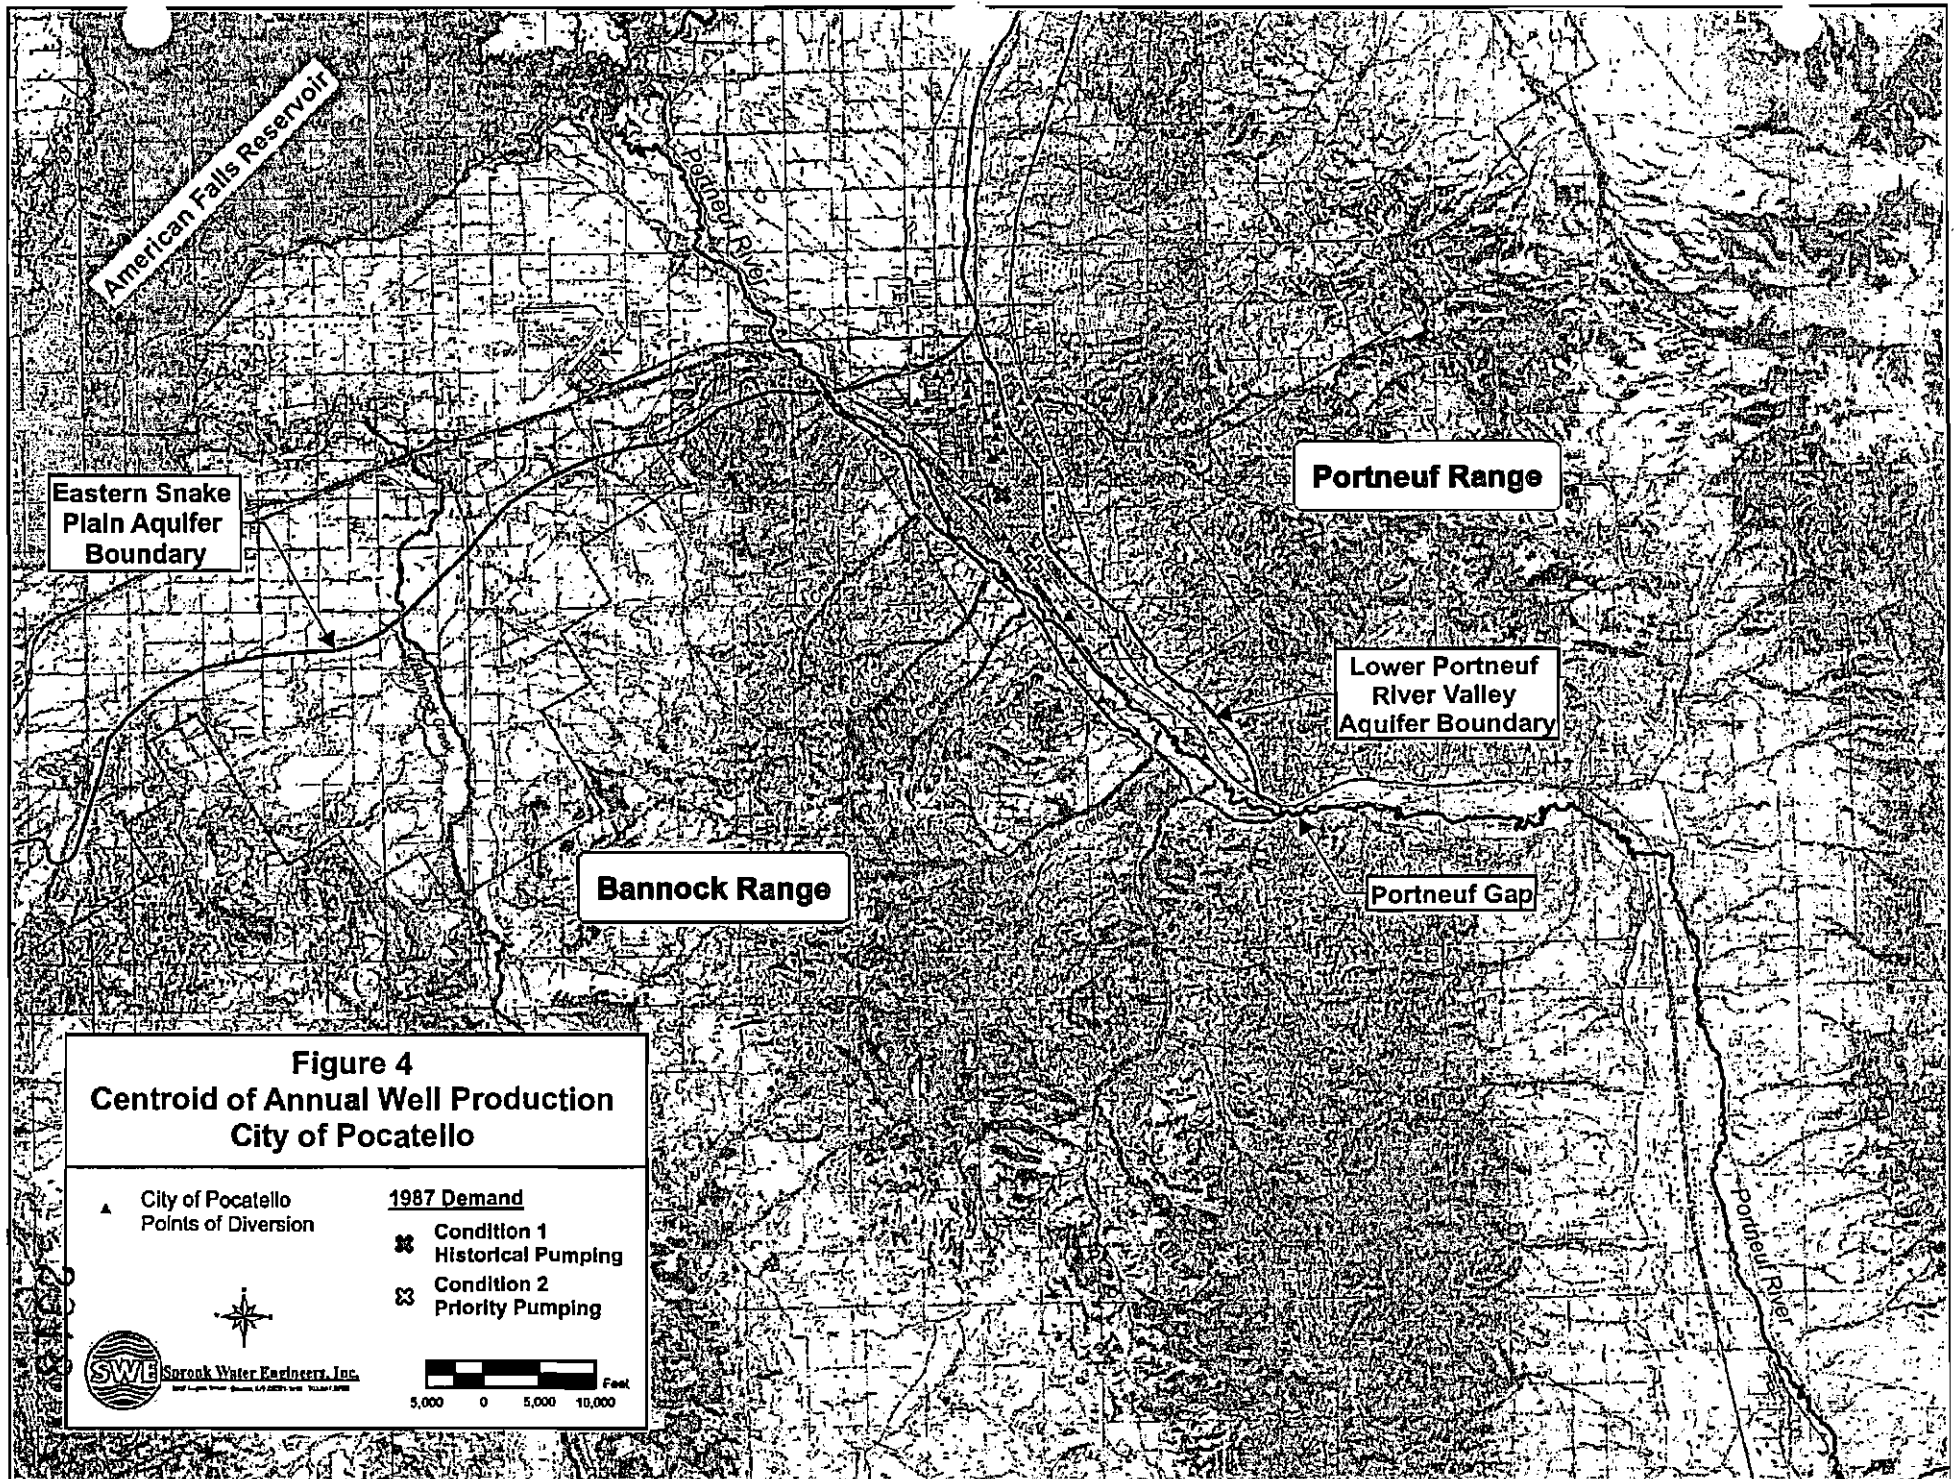 American Falls Reservoir
Portneuf River
Eastern Snake
Plain Aquifer
Boundary
Portneuf Range
Lower Portneuf
River Valley
Aquifer Boundary
Bannock Range
Portneuf Gap
Portneuf River
Figure 4
Centroid of Annual Well Production
City of Pocatello
City of Pocatello
Points of Diversion
1987 Demand
Condition 1
Historical Pumping
Condition 2
Priority Pumping
SWE
Spronk Water Engineers, Inc.
Feet
5,000 0 5,000 10,000